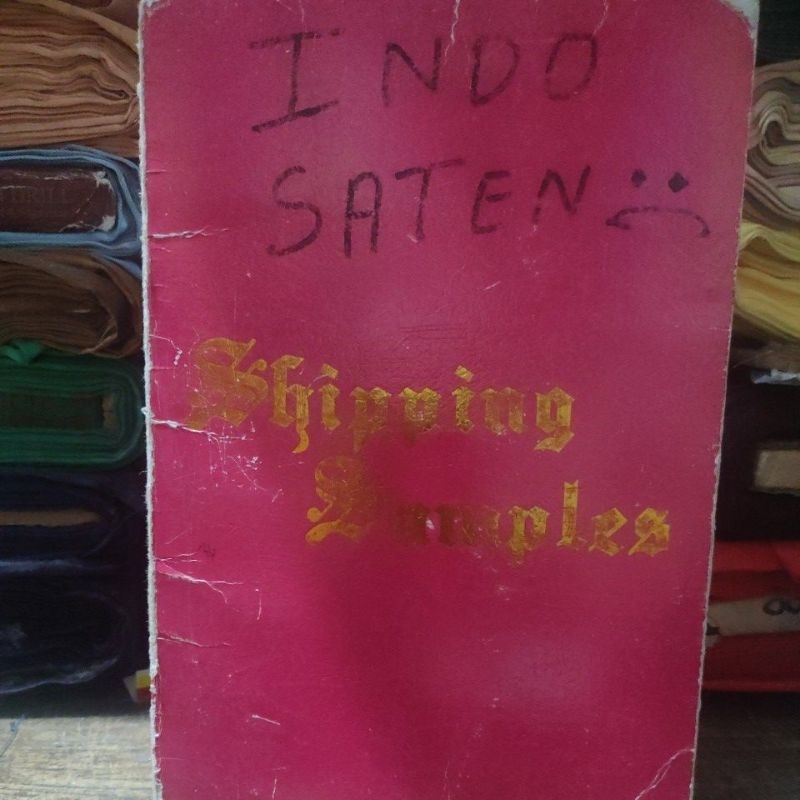 INDO
SATEN
Shipping
Samples